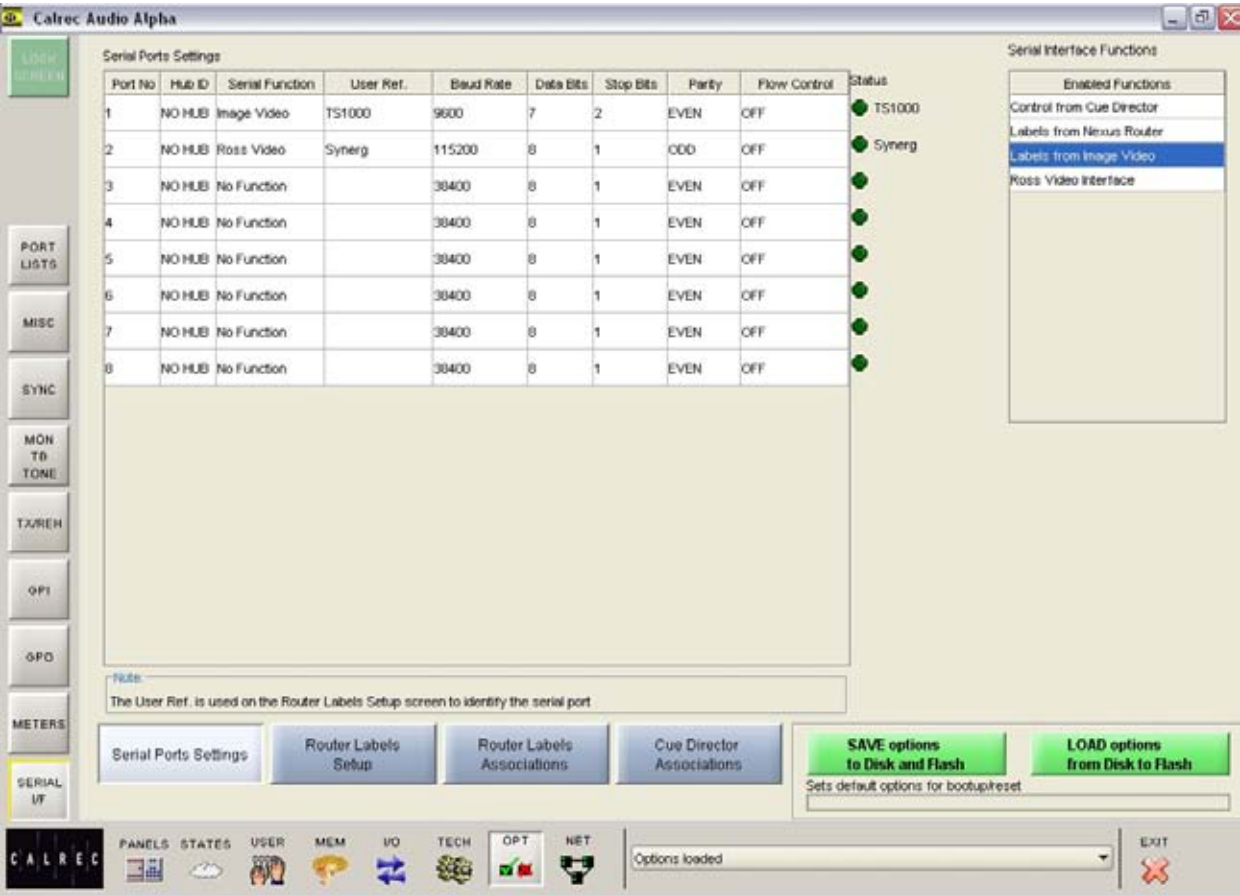 Calrec Audio Alpha
LOCK SCREEN
Serial Ports Settings
Serial Interface Functions
Port No Hub ID Serial Function User Ref. Baud Rate Data Bits Stop Bits Parity Flow Control Status
1 NO HUB Image Video TS1000 9600 7 2 EVEN OFF TS1000
2 NO HUB Ross Video Synerg 115200 8 1 ODD OFF Synerg
3 NO HUB No Function 38400 8 1 EVEN OFF
4 NO HUB No Function 38400 8 1 EVEN OFF
5 NO HUB No Function 38400 8 1 EVEN OFF
6 NO HUB No Function 38400 8 1 EVEN OFF
7 NO HUB No Function 38400 8 1 EVEN OFF
8 NO HUB No Function 38400 8 1 EVEN OFF
Enabled Functions
Control from Cue Director
Labels from Nexus Router
Labels from Image Video
Ross Video Interface
PORT
LISTS
MISC
SYNC
MON
TB
TONE
TX/REH
GPI
GPO
METERS
SERIAL
I/F
Note:
The User Ref. is used on the Router Labels Setup screen to identify the serial port
Serial Ports Settings
Router Labels
Setup
Router Labels
Associations
Cue Director
Associations
SAVE options
to Disk and Flash
LOAD options
from Disk to Flash
Sets default options for bootup/reset
CALREC
PANELS STATES USER MEM I/O TECH OPT NET
Options loaded
EXIT